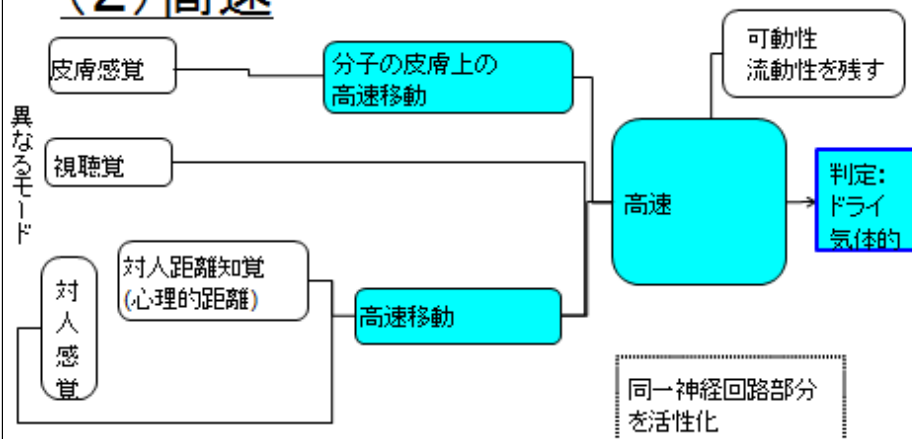 (2)高速
可動性
流動性を残す
皮膚感覚
分子の皮膚上の
高速移動
異なるモード
視聴覚
高速
判定:
ドライ
気体的
対人距離知覚
(心理的距離)
対人感覚
高速移動
同一神経回路部分
を活性化